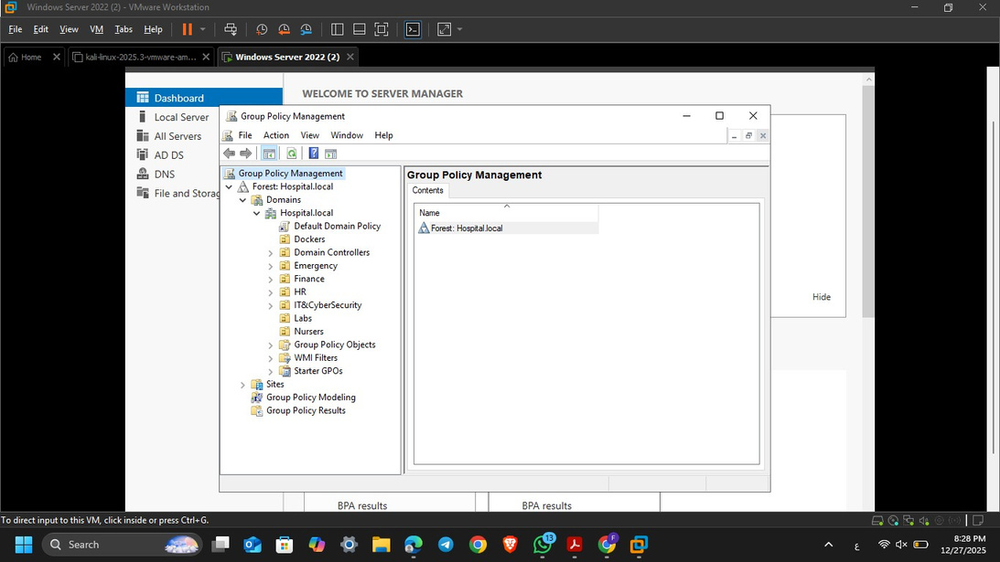 Windows Server 2022 (2) - VMware Workstation
File Edit View VM Tabs Help
Home kali-linux-2025.3-vmware-am... Windows Server 2022 (2)
Dashboard
Local Server
All Servers
AD DS
DNS
File and Storag
WELCOME TO SERVER MANAGER
Group Policy Management
File Action View Window Help
Group Policy Management
Forest: Hospital.local
Domains
Hospital.local
Default Domain Policy
Dockers
Domain Controllers
Emergency
Finance
HR
IT&CyberSecurity
Labs
Nursers
Group Policy Objects
WMI Filters
Starter GPOs
Sites
Group Policy Modeling
Group Policy Results
Group Policy Management
Contents
Name
Forest: Hospital.local
Hide
BPA results BPA results
To direct input to this VM, click inside or press Ctrl+G.
Search
13
F
ع
8:28 PM
12/27/2025